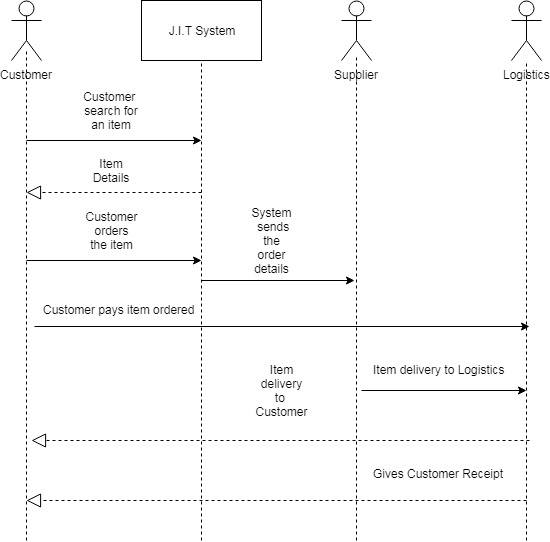 J.I.T System
Customer
Supplier
Logistics
Customer
search for
an item
Item
Details
Customer
orders
the item
System
sends
the
order
details
Customer pays item ordered
Item
delivery
to
Customer
Item delivery to Logistics
Gives Customer Receipt